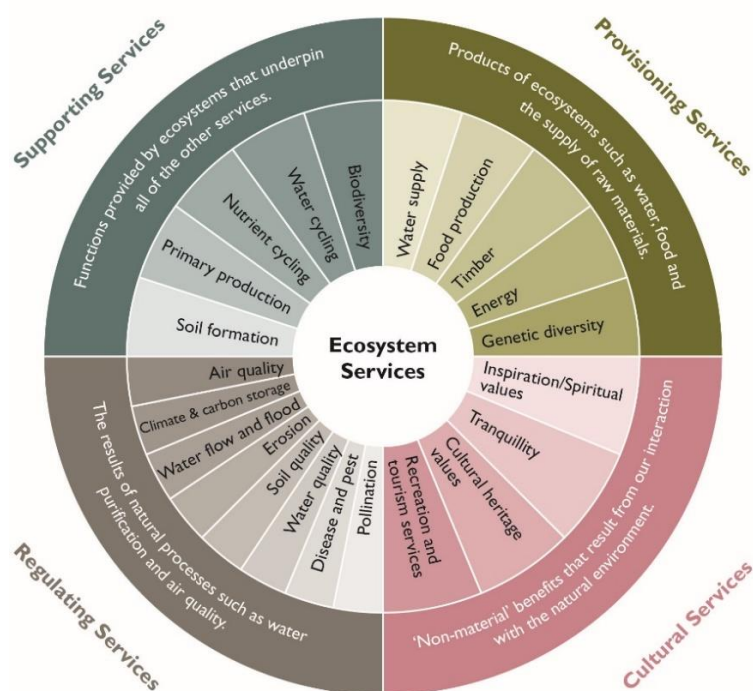 Supporting Services
Functions provided by ecosystems that underpin
all of the other services.
Biodiversity
Water cycling
Nutrient cycling
Primary production
Soil formation
Provisioning Services
Products of ecosystems such as water, food and
the supply of raw materials.
Water supply
Food production
Timber
Energy
Genetic diversity
Ecosystem
Services
Regulating Services
The results of natural processes such as water
purification and air quality.
Air quality
Climate & carbon storage
Water flow and flood
Erosion
Soil quality
Water quality
Disease and pest
Pollination
Cultural Services
‘Non-material’ benefits that result from our interaction
with the natural environment.
Inspiration/Spiritual
values
Tranquillity
Cultural heritage
values
Recreation and
tourism services